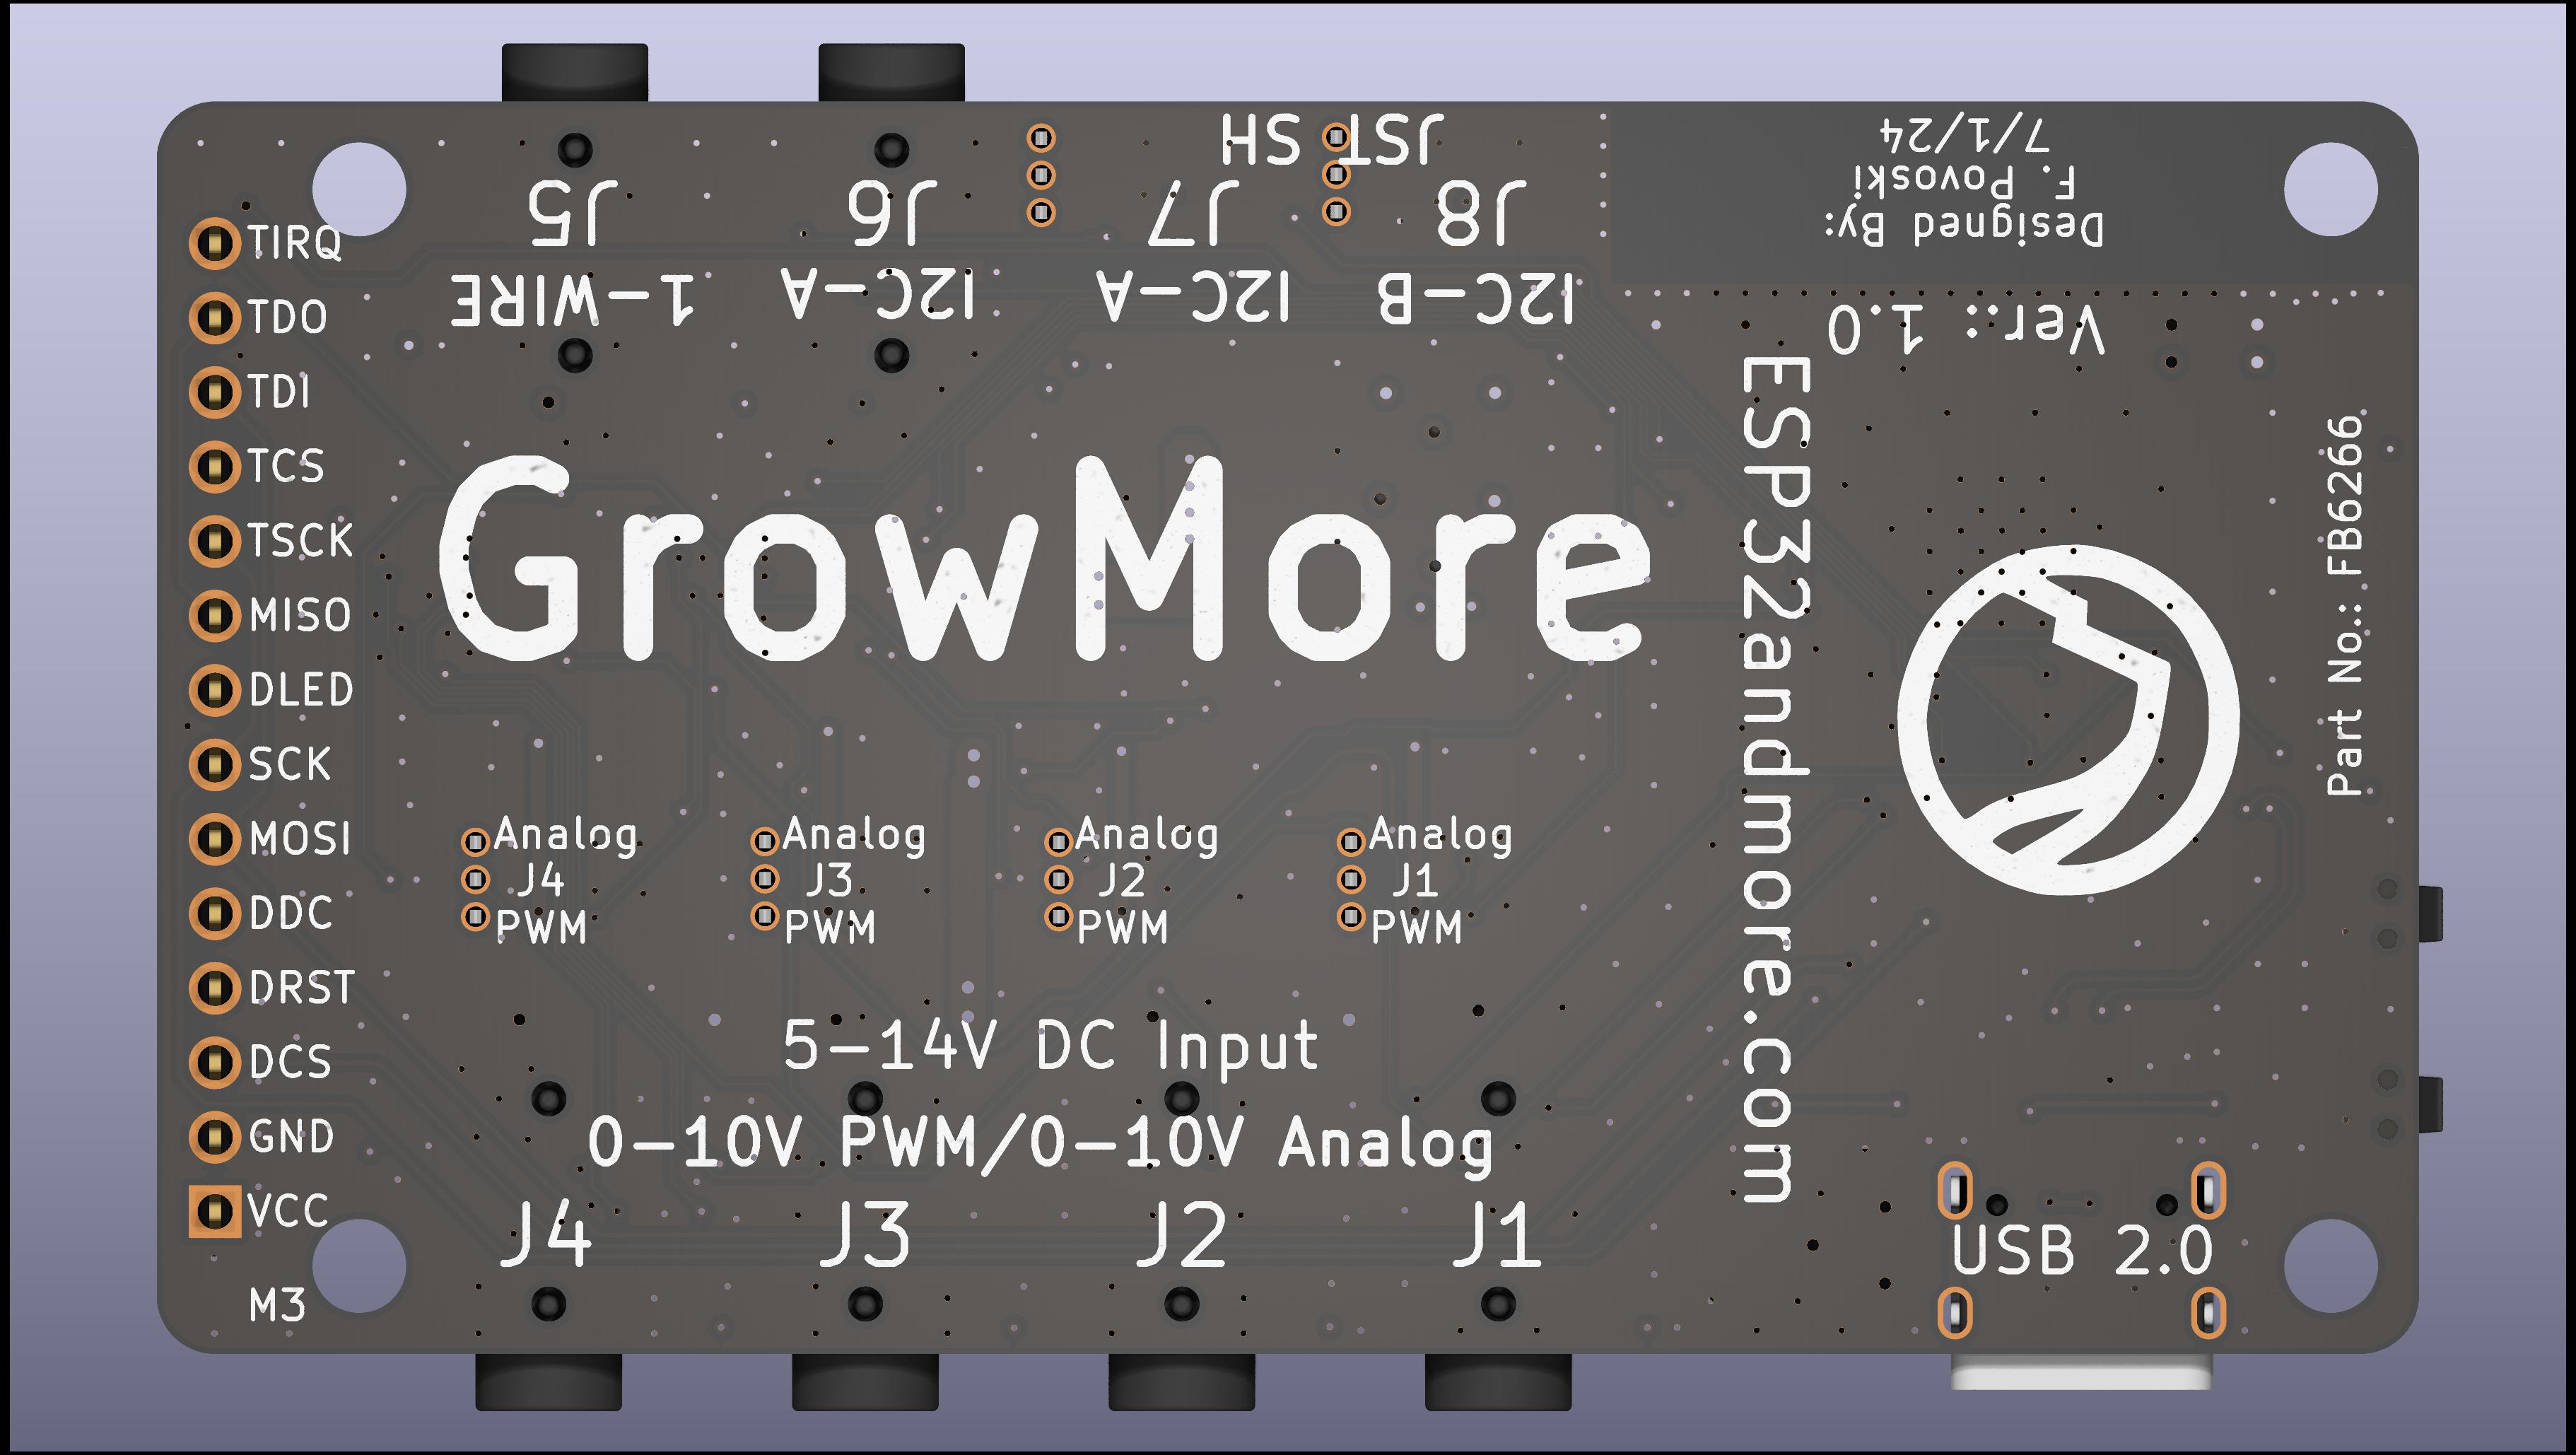 TIRQ
TDO
TDI
TCS
TSCK
MISO
DLED
SCK
MOSI
DDC
DRST
DCS
GND
VCC
M3
JST SH
J5
J6
J7
J8
1-WIRE
I2C-A
I2C-A
I2C-B
Designed By:
F. Povoski
7/1/24
Ver.: 1.0
GrowMore
ESP32andmore.com
Part No.: FB6266
Analog
J4
PWM
Analog
J3
PWM
Analog
J2
PWM
Analog
J1
PWM
5-14V DC Input
0-10V PWM/0-10V Analog
J4
J3
J2
J1
USB 2.0